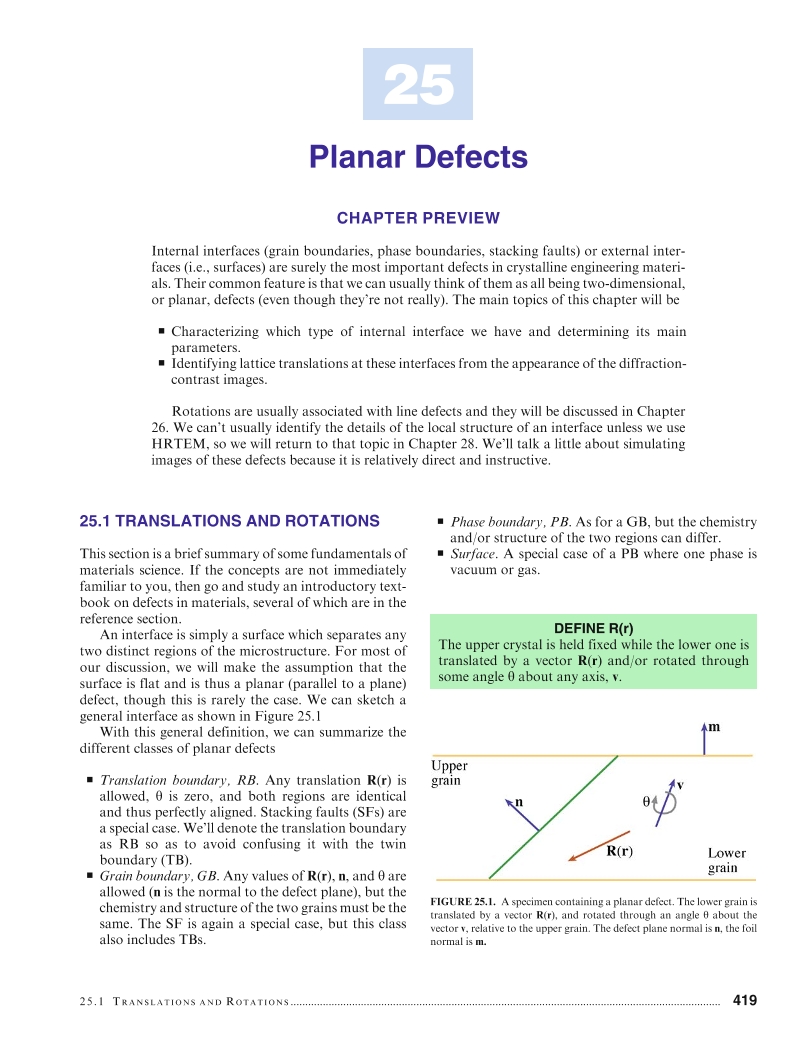 25
Planar Defects
CHAPTER PREVIEW
Internal interfaces (grain boundaries, phase boundaries, stacking faults) or external inter-
faces (i.e., surfaces) are surely the most important defects in crystalline engineering materi-
als. Their common feature is that we can usually think of them as all being two-dimensional,
or planar, defects (even though they're not really). The main topics of this chapter will be
■ Characterizing which type of internal interface we have and determining its main
parameters.
■ Identifying lattice translations at these interfaces from the appearance of the diffraction-
contrast images.
Rotations are usually associated with line defects and they will be discussed in Chapter
26. We can't usually identify the details of the local structure of an interface unless we use
HRTEM, so we will return to that topic in Chapter 28. We'll talk a little about simulating
images of these defects because it is relatively direct and instructive.
25.1 TRANSLATIONS AND ROTATIONS
This section is a brief summary of some fundamentals of
materials science. If the concepts are not immediately
familiar to you, then go and study an introductory text-
book on defects in materials, several of which are in the
reference section.
An interface is simply a surface which separates any
two distinct regions of the microstructure. For most of
our discussion, we will make the assumption that the
surface is flat and is thus a planar (parallel to a plane)
defect, though this is rarely the case. We can sketch a
general interface as shown in Figure 25.1
With this general definition, we can summarize the
different classes of planar defects
■ Translation boundary, RB. Any translation R(r) is
allowed, θ is zero, and both regions are identical
and thus perfectly aligned. Stacking faults (SFs) are
a special case. We'll denote the translation boundary
as RB so as to avoid confusing it with the twin
boundary (TB).
■ Grain boundary, GB. Any values of R(r), n, and θ are
allowed (n is the normal to the defect plane), but the
chemistry and structure of the two grains must be the
same. The SF is again a special case, but this class
also includes TBs.
■ Phase boundary, PB. As for a GB, but the chemistry
and/or structure of the two regions can differ.
■ Surface. A special case of a PB where one phase is
vacuum or gas.
DEFINE R(r)
The upper crystal is held fixed while the lower one is
translated by a vector R(r) and/or rotated through
some angle θ about any axis, v.
m
Upper
grain
n
θ
v
R(r)
Lower
grain
FIGURE 25.1. A specimen containing a planar defect. The lower grain is
translated by a vector R(r), and rotated through an angle θ about the
vector v, relative to the upper grain. The defect plane normal is n, the foil
normal is m.
25.1 TRANSLATIONS AND ROTATIONS ........................................ 419